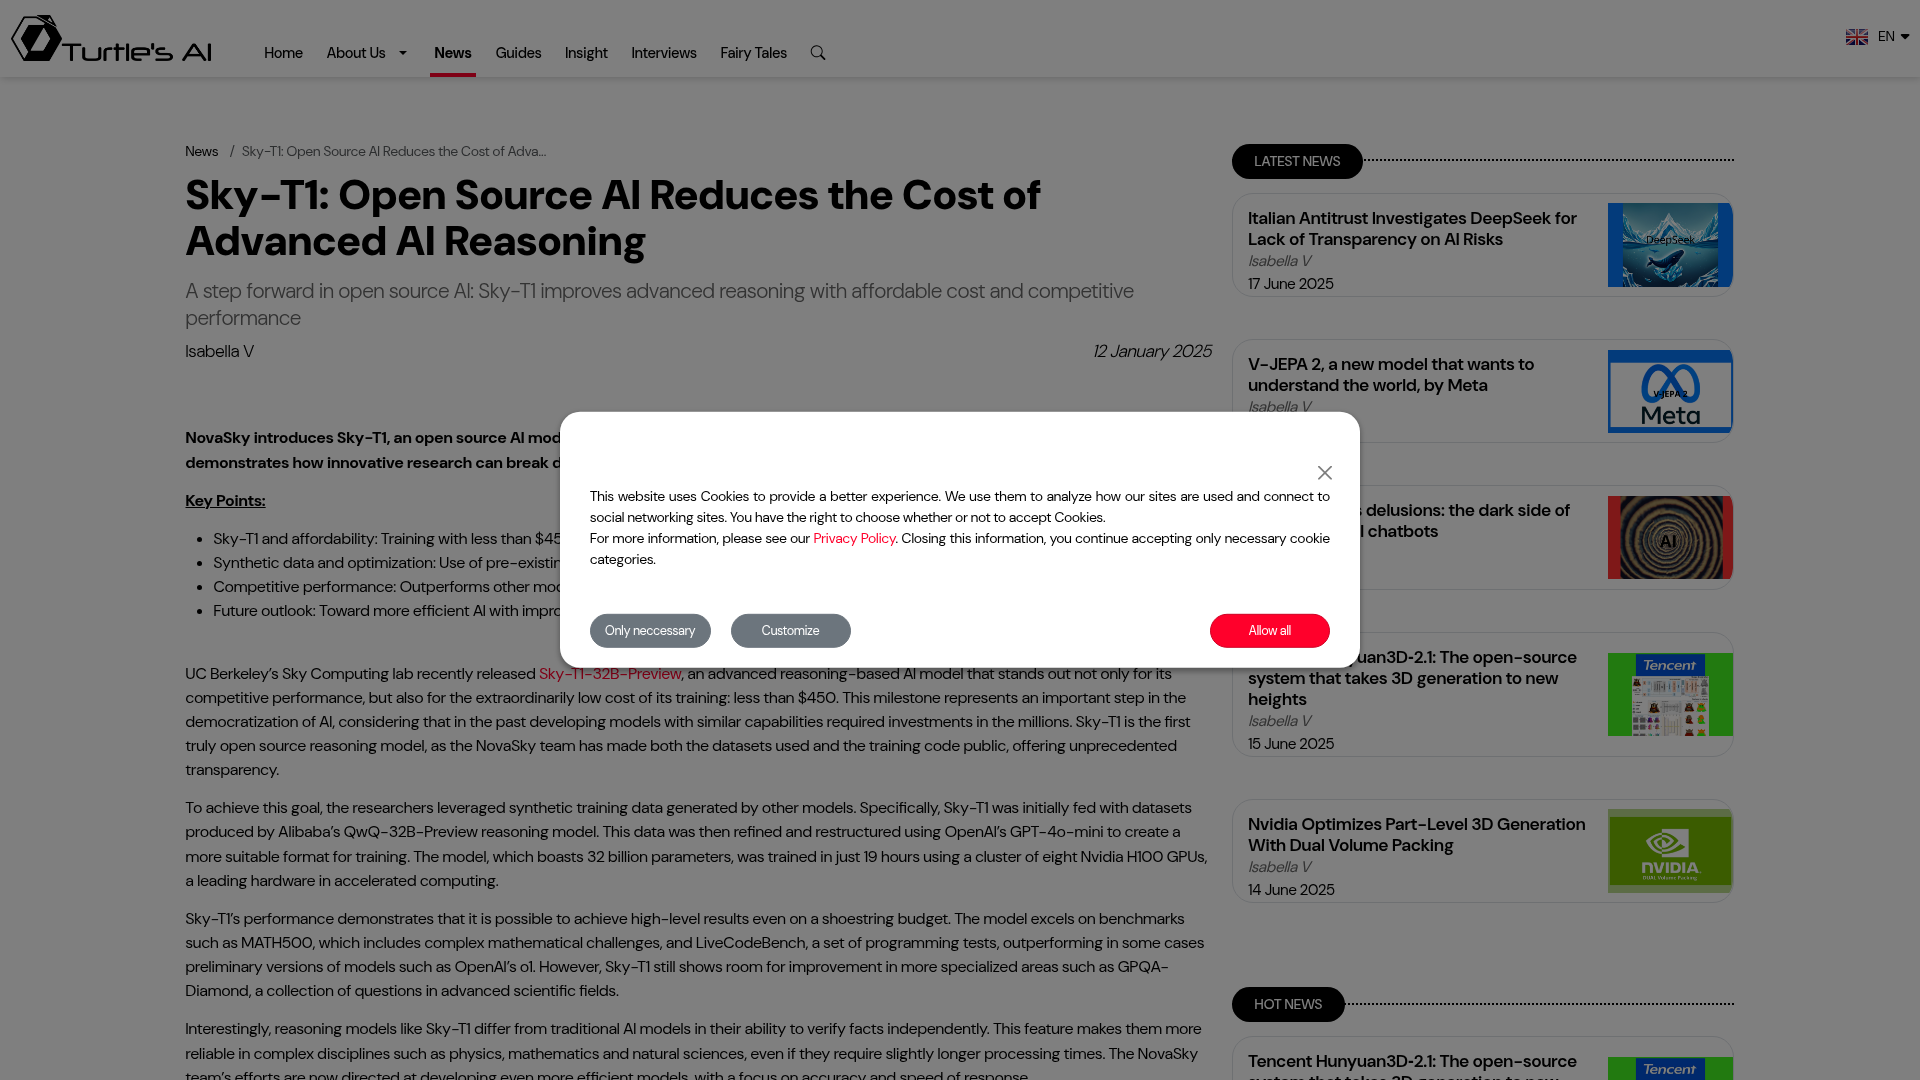 Turtle's AI
Home
About Us
News
Guides
Insight
Interviews
Fairy Tales
EN
News / Sky-T1: Open Source AI Reduces the Cost of Adva...
Sky-T1: Open Source AI Reduces the Cost of
Advanced AI Reasoning
A step forward in open source AI: Sky-T1 improves advanced reasoning with affordable cost and competitive
performance
Isabella V
12 January 2025
NovaSky introduces Sky-T1, an open source AI mod
demonstrates how innovative research can break d
Key Points:
Sky-T1 and affordability: Training with less than $45
Synthetic data and optimization: Use of pre-existin
Competitive performance: Outperforms other mod
Future outlook: Toward more efficient AI with impro
UC Berkeley's Sky Computing lab recently released Sky-T1-32B-Preview, an advanced reasoning-based AI model that stands out not only for its
competitive performance, but also for the extraordinarily low cost of its training: less than $450. This milestone represents an important step in the
democratization of AI, considering that in the past developing models with similar capabilities required investments in the millions. Sky-T1 is the first
truly open source reasoning model, as the NovaSky team has made both the datasets used and the training code public, offering unprecedented
transparency.
To achieve this goal, the researchers leveraged synthetic training data generated by other models. Specifically, Sky-T1 was initially fed with datasets
produced by Alibaba's QwQ-32B-Preview reasoning model. This data was then refined and restructured using OpenAI's GPT-4o-mini to create a
more suitable format for training. The model, which boasts 32 billion parameters, was trained in just 19 hours using a cluster of eight Nvidia H100 GPUs,
a leading hardware in accelerated computing.
Sky-T1's performance demonstrates that it is possible to achieve high-level results even on a shoestring budget. The model excels on benchmarks
such as MATH500, which includes complex mathematical challenges, and LiveCodeBench, a set of programming tests, outperforming in some cases
preliminary versions of models such as OpenAI's o1. However, Sky-T1 still shows room for improvement in more specialized areas such as GPQA-
Diamond, a collection of questions in advanced scientific fields.
Interestingly, reasoning models like Sky-T1 differ from traditional AI models in their ability to verify facts independently. This feature makes them more
reliable in complex disciplines such as physics, mathematics and natural sciences, even if they require slightly longer processing times. The NovaSky
team's efforts are now directed at developing even more efficient models, with a focus on accuracy and speed of response.
This website uses Cookies to provide a better experience. We use them to analyze how our sites are used and connect to
social networking sites. You have the right to choose whether or not to accept Cookies.
For more information, please see our Privacy Policy. Closing this information, you continue accepting only necessary cookie
categories.
Only neccessary
Customize
Allow all
LATEST NEWS
Italian Antitrust Investigates DeepSeek for
Lack of Transparency on AI Risks
Isabella V
17 June 2025
DeepSeek
V-JEPA 2, a new model that wants to
understand the world, by Meta
Isabella V
V-JEPA 2
Meta
s delusions: the dark side of
I chatbots
AI
yuan3D-2.1: The open-source
system that takes 3D generation to new
heights
Isabella V
15 June 2025
Tencent
Nvidia Optimizes Part-Level 3D Generation
With Dual Volume Packing
Isabella V
14 June 2025
NVIDIA
DUAL Volume Packing
HOT NEWS
Tencent Hunyuan3D-2.1: The open-source
system that takes 3D generation to new
Tencent